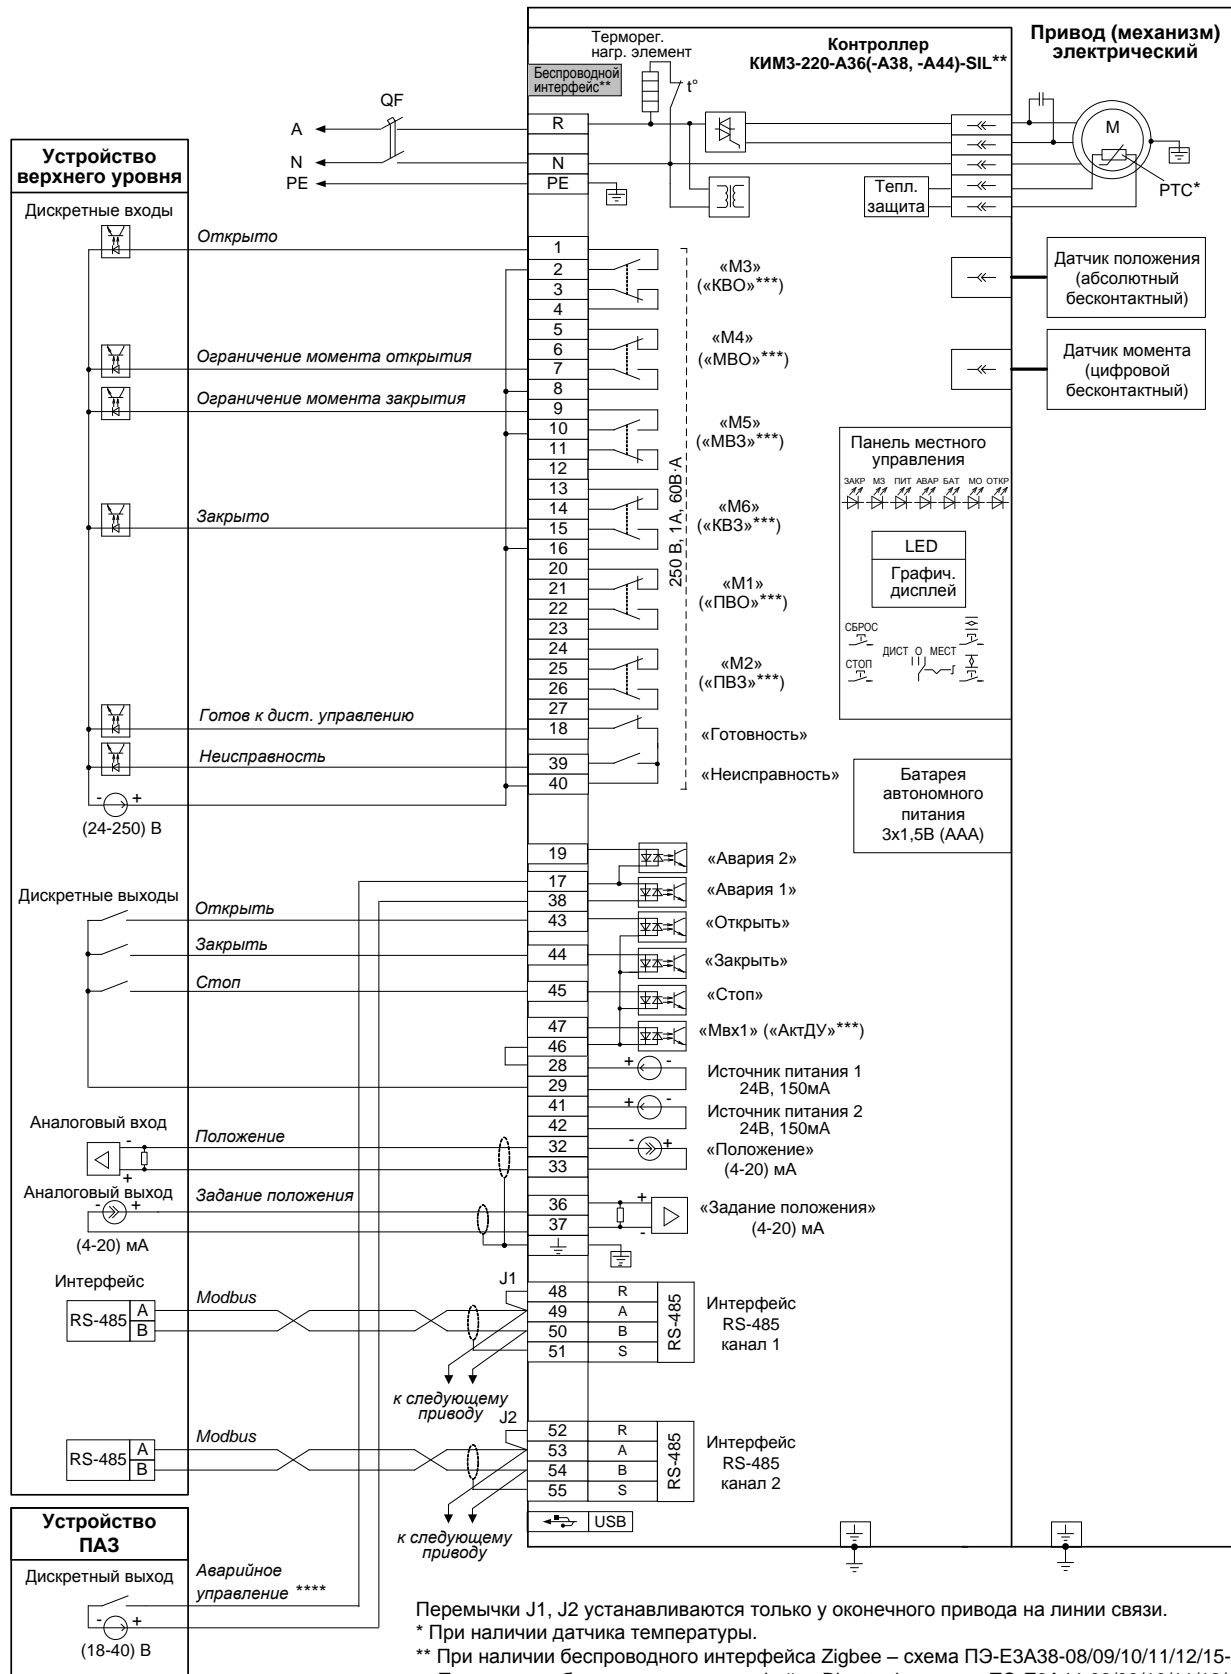 Привод (механизм)
электрический
Контроллер
КИМ3-220-А36(-А38, -А44)-SIL**
Терморег.
нагр. элемент
Беспроводной
интерфейс**
t°
QF
A
N
PE
R
N
PE
M
PTC*
Тепл.
защита
Устройство
верхнего уровня
Дискретные входы
Открыто
1
2
3
4
«М3»
(«КВО»***)
Датчик положения
(абсолютный
бесконтактный)
Ограничение момента открытия
5
6
7
8
«М4»
(«МВО»***)
Датчик момента
(цифровой
бесконтактный)
Ограничение момента закрытия
9
10
11
12
«М5»
(«МВЗ»***)
250 В, 1А, 60В·А
Панель местного
управления
ЗАКР МЗ ПИТ АВАР БАТ МО ОТКР
LED
Графич.
дисплей
СБРОС
СТОП
ДИСТ О МЕСТ
Закрыто
13
14
15
16
«М6»
(«КВЗ»***)
20
21
22
23
«М1»
(«ПВО»***)
24
25
26
27
«М2»
(«ПВЗ»***)
Готов к дист. управлению
18
«Готовность»
Неисправность
39
40
«Неисправность»
- +
(24-250) В
Батарея
автономного
питания
3х1,5В (ААА)
19
«Авария 2»
17
38
«Авария 1»
Дискретные выходы
Открыть
43
«Открыть»
Закрыть
44
«Закрыть»
Стоп
45
«Стоп»
47
46
«Мвх1» («АктДУ»***)
28
29
+ -
Источник питания 1
24В, 150мА
41
42
+ -
Источник питания 2
24В, 150мА
Аналоговый вход
-
+
Положение
32
33
- +
«Положение»
(4-20) мА
Аналоговый выход
- +
(4-20) мА
Задание положения
36
37
+
-
«Задание положения»
(4-20) мА
Интерфейс
RS-485
A
B
Modbus
J1
48 R
49 A
50 B
51 S
RS-485
Интерфейс
RS-485
канал 1
к следующему
приводу
RS-485
A
B
Modbus
J2
52 R
53 A
54 B
55 S
RS-485
Интерфейс
RS-485
канал 2
к следующему
приводу
USB
Устройство
ПАЗ
Дискретный выход
- +
(18-40) В
Аварийное
управление ****
Перемычки J1, J2 устанавливаются только у оконечного привода на линии связи.
* При наличии датчика температуры.
** При наличии беспроводного интерфейса Zigbee – схема ПЭ-Е3А38-08/09/10/11/12/15-